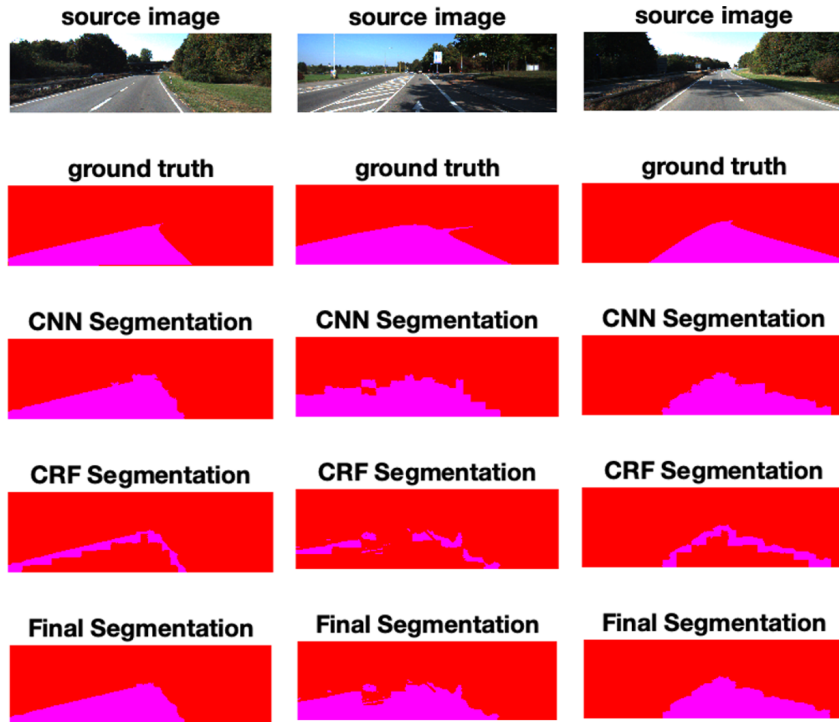 source image
source image
source image
ground truth
ground truth
ground truth
CNN Segmentation
CNN Segmentation
CNN Segmentation
CRF Segmentation
CRF Segmentation
CRF Segmentation
Final Segmentation
Final Segmentation
Final Segmentation